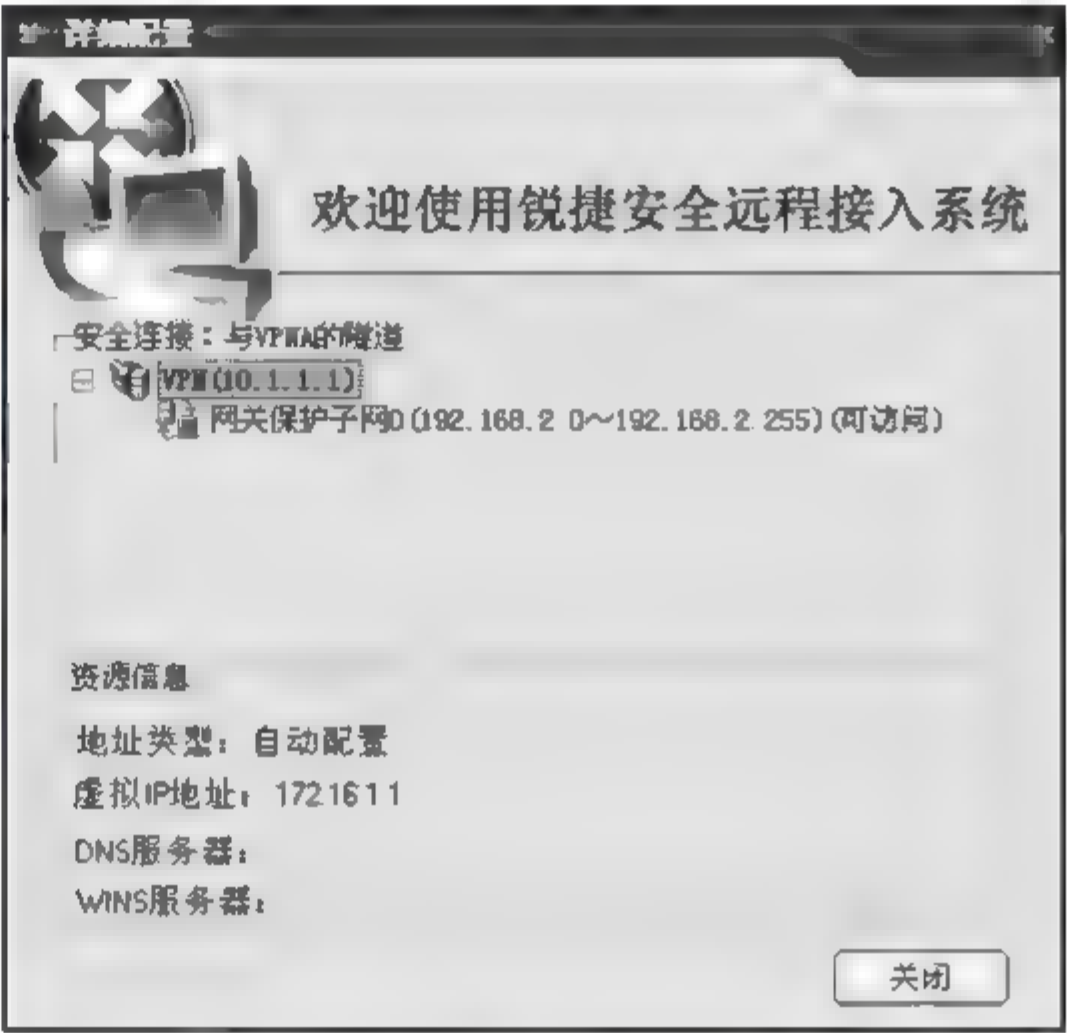 详细配置
欢迎使用锐捷安全远程接入系统
安全连接：与VPNA的隧道
VPN(10.1.1.1)
网关保护子网0(192.168.2 0～192.168.2 255)(可访问)
资源信息
地址类型：自动配置
虚拟IP地址：172 16 1 1
DNS服务器：
WINS服务器：
关闭